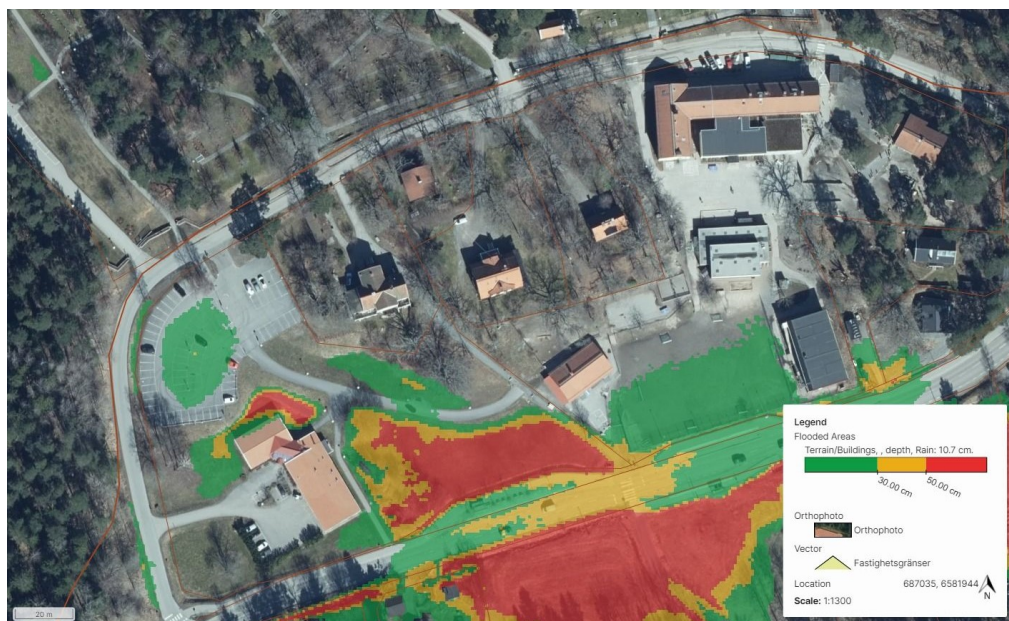 Legend
Flooded Areas
Terrain/Buildings, , depth, Rain: 10.7 cm.
30.00 cm
50.00 cm
Orthophoto
Orthophoto
Vector
Fastighetsgränser
Location 687035, 6581944
Scale: 1:1300
N
20 m